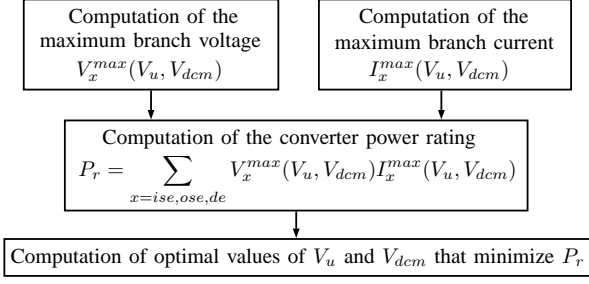 Computation of the
maximum branch voltage
$V_x^{max}(V_u, V_{dcm})$
Computation of the
maximum branch current
$I_x^{max}(V_u, V_{dcm})$
Computation of the converter power rating
$P_r = \sum_{x=ise,ose,de} V_x^{max}(V_u, V_{dcm}) I_x^{max}(V_u, V_{dcm})$
Computation of optimal values of $V_u$ and $V_{dcm}$ that minimize $P_r$